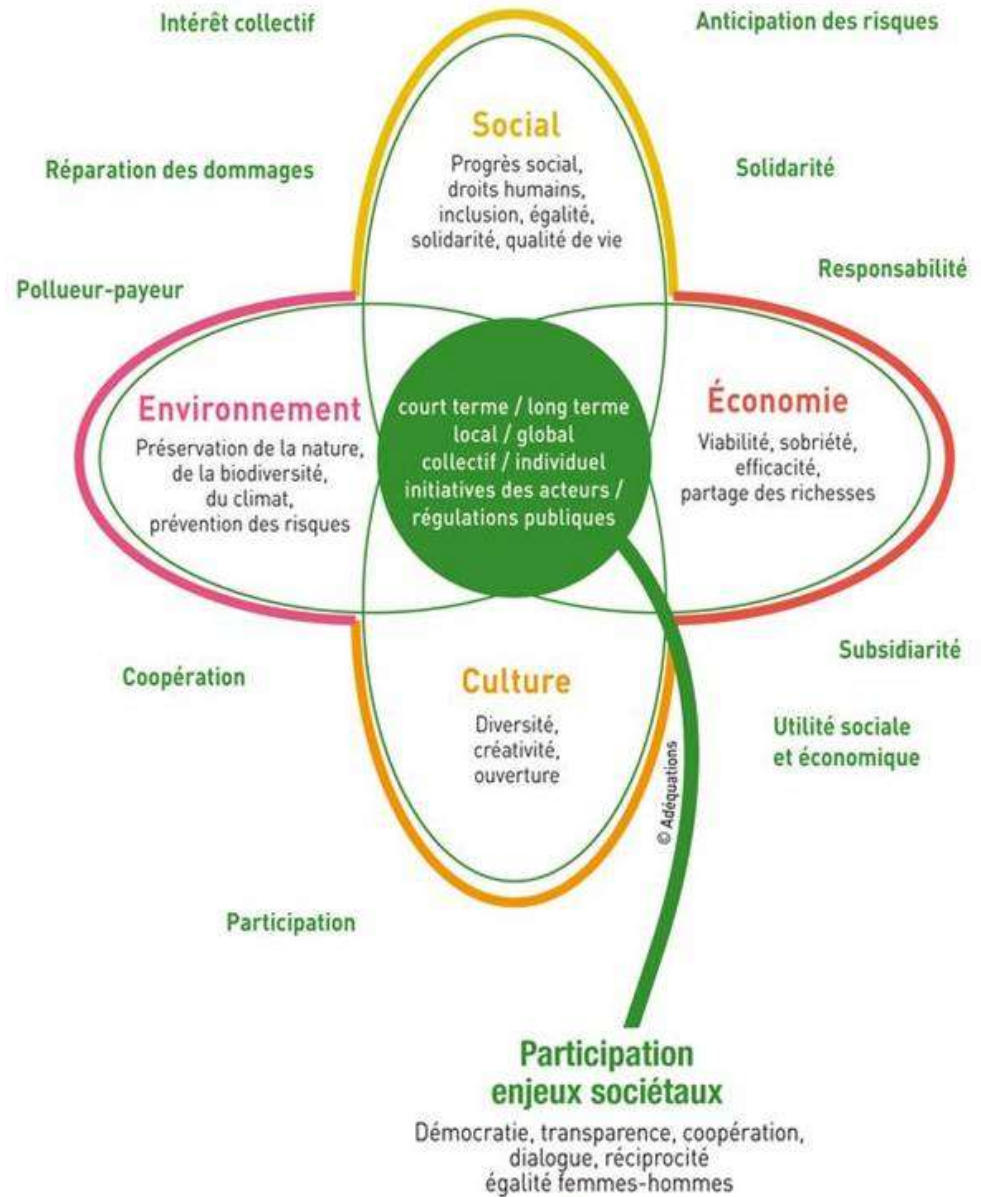 Intérêt collectif
Anticipation des risques
Social
Progrès social,
droits humains,
inclusion, égalité,
solidarité, qualité de vie
Réparation des dommages
Solidarité
Pollueur-payeur
Responsabilité
Environnement
Préservation de la nature,
de la biodiversité,
du climat,
prévention des risques
court terme / long terme
local / global
collectif / individuel
initiatives des acteurs /
régulations publiques
Économie
Viabilité, sobriété,
efficacité,
partage des richesses
Coopération
Culture
Diversité,
créativité,
ouverture
Subsidiarité
Utilité sociale
et économique
© Adéquations
Participation
Participation
enjeux sociétaux
Démocratie, transparence, coopération,
dialogue, réciprocité
égalité femmes-hommes